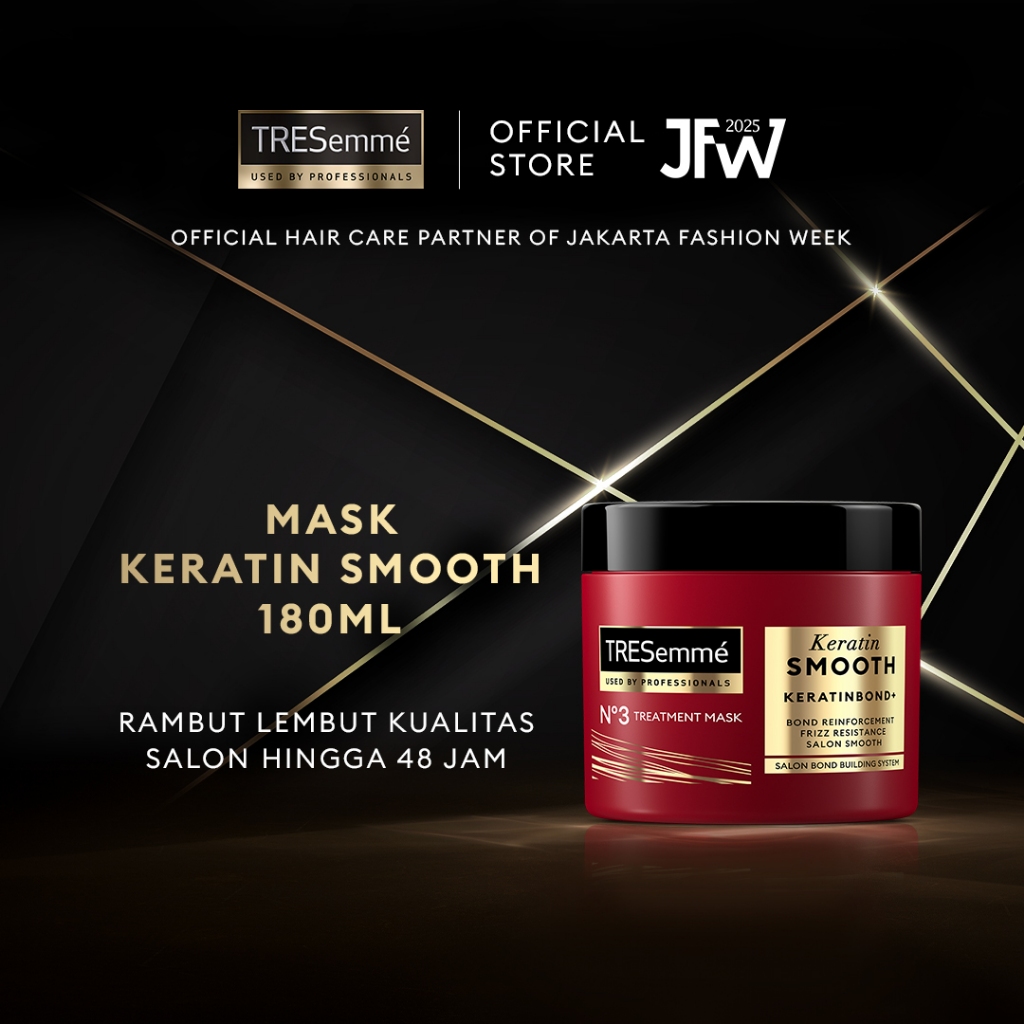 TRESemmé
USED BY PROFESSIONALS
OFFICIAL
STORE
JFW 2025
OFFICIAL HAIR CARE PARTNER OF JAKARTA FASHION WEEK
MASK
KERATIN SMOOTH
180ML
RAMBUT LEMBUT KUALITAS
SALON HINGGA 48 JAM
TRESemmé
USED BY PROFESSIONALS
Nº3 TREATMENT MASK
Keratin
SMOOTH
KERATINBOND+
BOND REINFORCEMENT
FRIZZ RESISTANCE
SALON SMOOTH
SALON BOND BUILDING SYSTEM